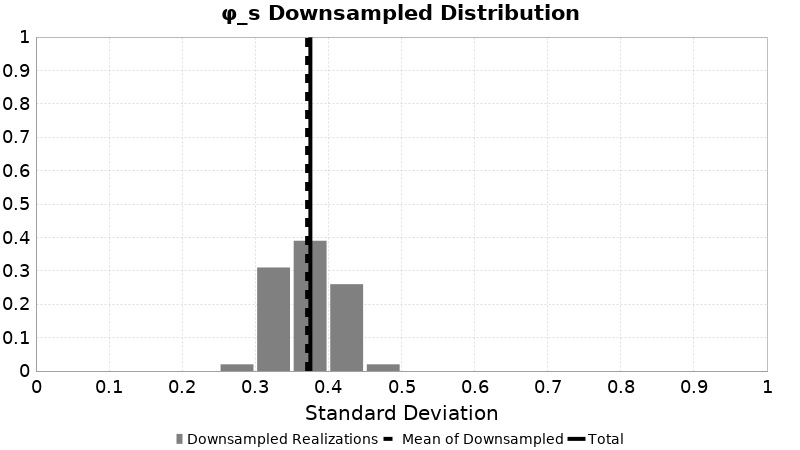 φ_s Downsampled Distribution
1
0.9
0.8
0.7
0.6
0.5
0.4
0.3
0.2
0.1
0
0 0.1 0.2 0.3 0.4 0.5 0.6 0.7 0.8 0.9 1
Standard Deviation
Downsampled Realizations Mean of Downsampled Total